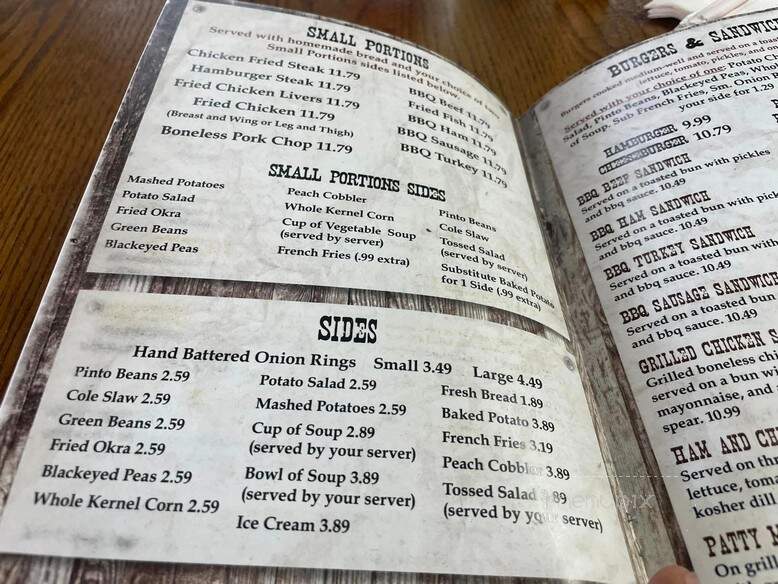 SMALL PORTIONS
Served with homemade bread and your choice of two
Small Portions sides listed below.
Chicken Fried Steak 11.79
Hamburger Steak 11.79
Fried Chicken Livers 11.79
Fried Chicken 11.79
(Breast and Wing or Leg and Thigh)
Boneless Pork Chop 11.79
BBQ Beef 11.79
Fried Fish 11.79
BBQ Ham 11.79
BBQ Sausage 11.79
BBQ Turkey 11.79
SMALL PORTIONS SIDES
Mashed Potatoes
Potato Salad
Fried Okra
Green Beans
Blackeyed Peas
Peach Cobbler
Whole Kernel Corn
Cup of Vegetable Soup
(served by server)
French Fries (.99 extra)
Pinto Beans
Cole Slaw
Tossed Salad
(served by server)
Substitute Baked Potato
for 1 Side (.99 extra)
SIDES
Hand Battered Onion Rings Small 3.49 Large 4.49
Pinto Beans 2.59
Cole Slaw 2.59
Green Beans 2.59
Fried Okra 2.59
Blackeyed Peas 2.59
Whole Kernel Corn 2.59
Potato Salad 2.59
Mashed Potatoes 2.59
Cup of Soup 2.89
(served by your server)
Bowl of Soup 3.89
(served by your server)
Ice Cream 3.89
Fresh Bread 1.89
Baked Potato 3.89
French Fries 3.19
Peach Cobbler 3.89
Tossed Salad 89
(served by your server)
BURGERS & SANDWIC
Burgers cooked medium-well and served on a toast
lettuce, tomato, pickles, and on
Served with your choice of one: Potato Ch
Salad, Pinto Beans, Blackeyed Peas, Whol
of Soup. Sub French Fries, Sm. Onion R
your side for 1.29
HAMBURGER 9.99
CHEESEBURGER 10.79
BBQ BEEF SANDWICH
Served on a toasted bun with pickles
and bbq sauce. 10.49
BBQ HAM SANDWICH
Served on a toasted bun with pick
and bbq sauce. 10.49
BBQ TURKEY SANDWICH
Served on a toasted bun with
and bbq sauce. 10.49
BBQ SAUSAGE SANDWIC
Served on a toasted bun
and bbq sauce. 10.49
GRILLED CHICKEN S
Grilled boneless chi
served on a bun wi
mayonnaise, and
spear. 10.99
HAM AND CHE
Served on thr
lettuce, toma
kosher dill
PATTY M
On grill